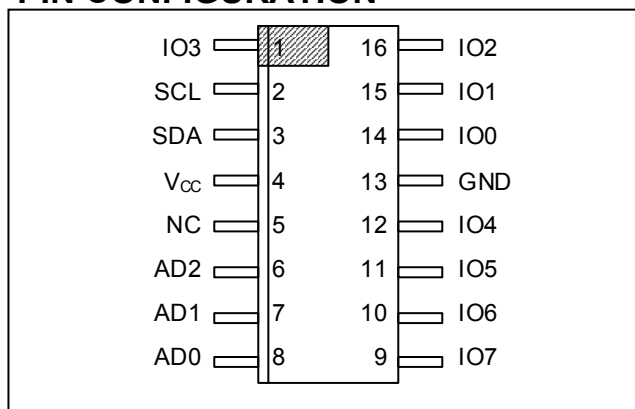 PIN CONFIGURATION
IO3 1 16 IO2
SCL 2 15 IO1
SDA 3 14 IO0
VCC 4 13 GND
NC 5 12 IO4
AD2 6 11 IO5
AD1 7 10 IO6
AD0 8 9 IO7